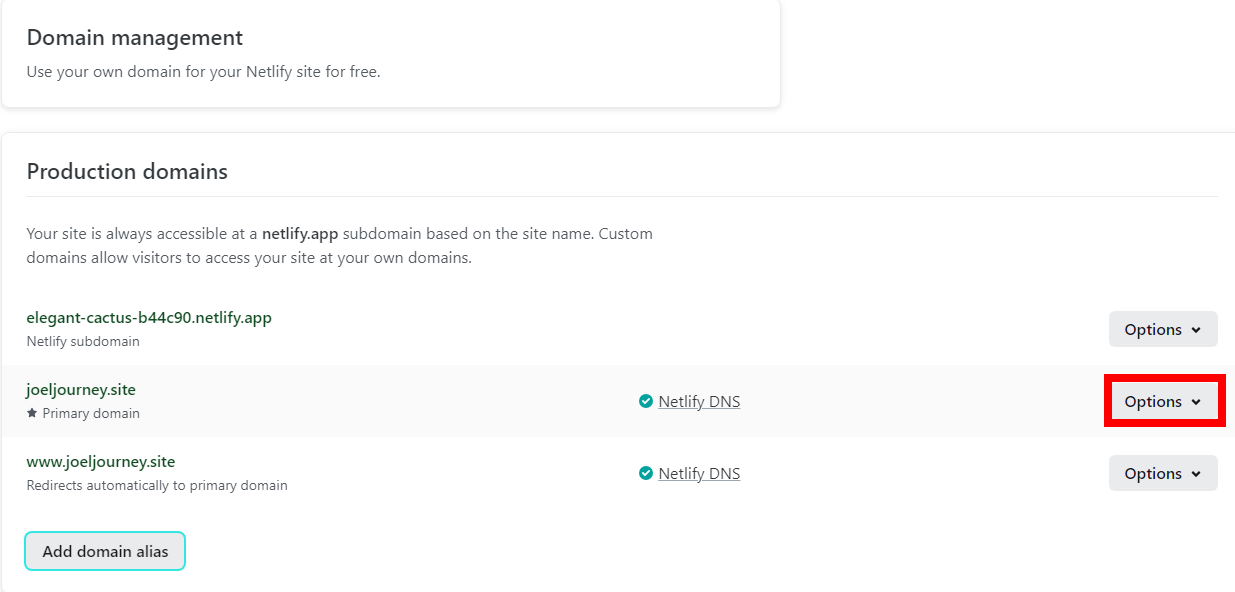 Domain management
Use your own domain for your Netlify site for free.
Production domains
Your site is always accessible at a netlify.app subdomain based on the site name. Custom
domains allow visitors to access your site at your own domains.
elegant-cactus-b44c90.netlify.app
Netlify subdomain
Options
joeljourney.site
Primary domain
Netlify DNS
Options
www.joeljourney.site
Redirects automatically to primary domain
Netlify DNS
Options
Add domain alias